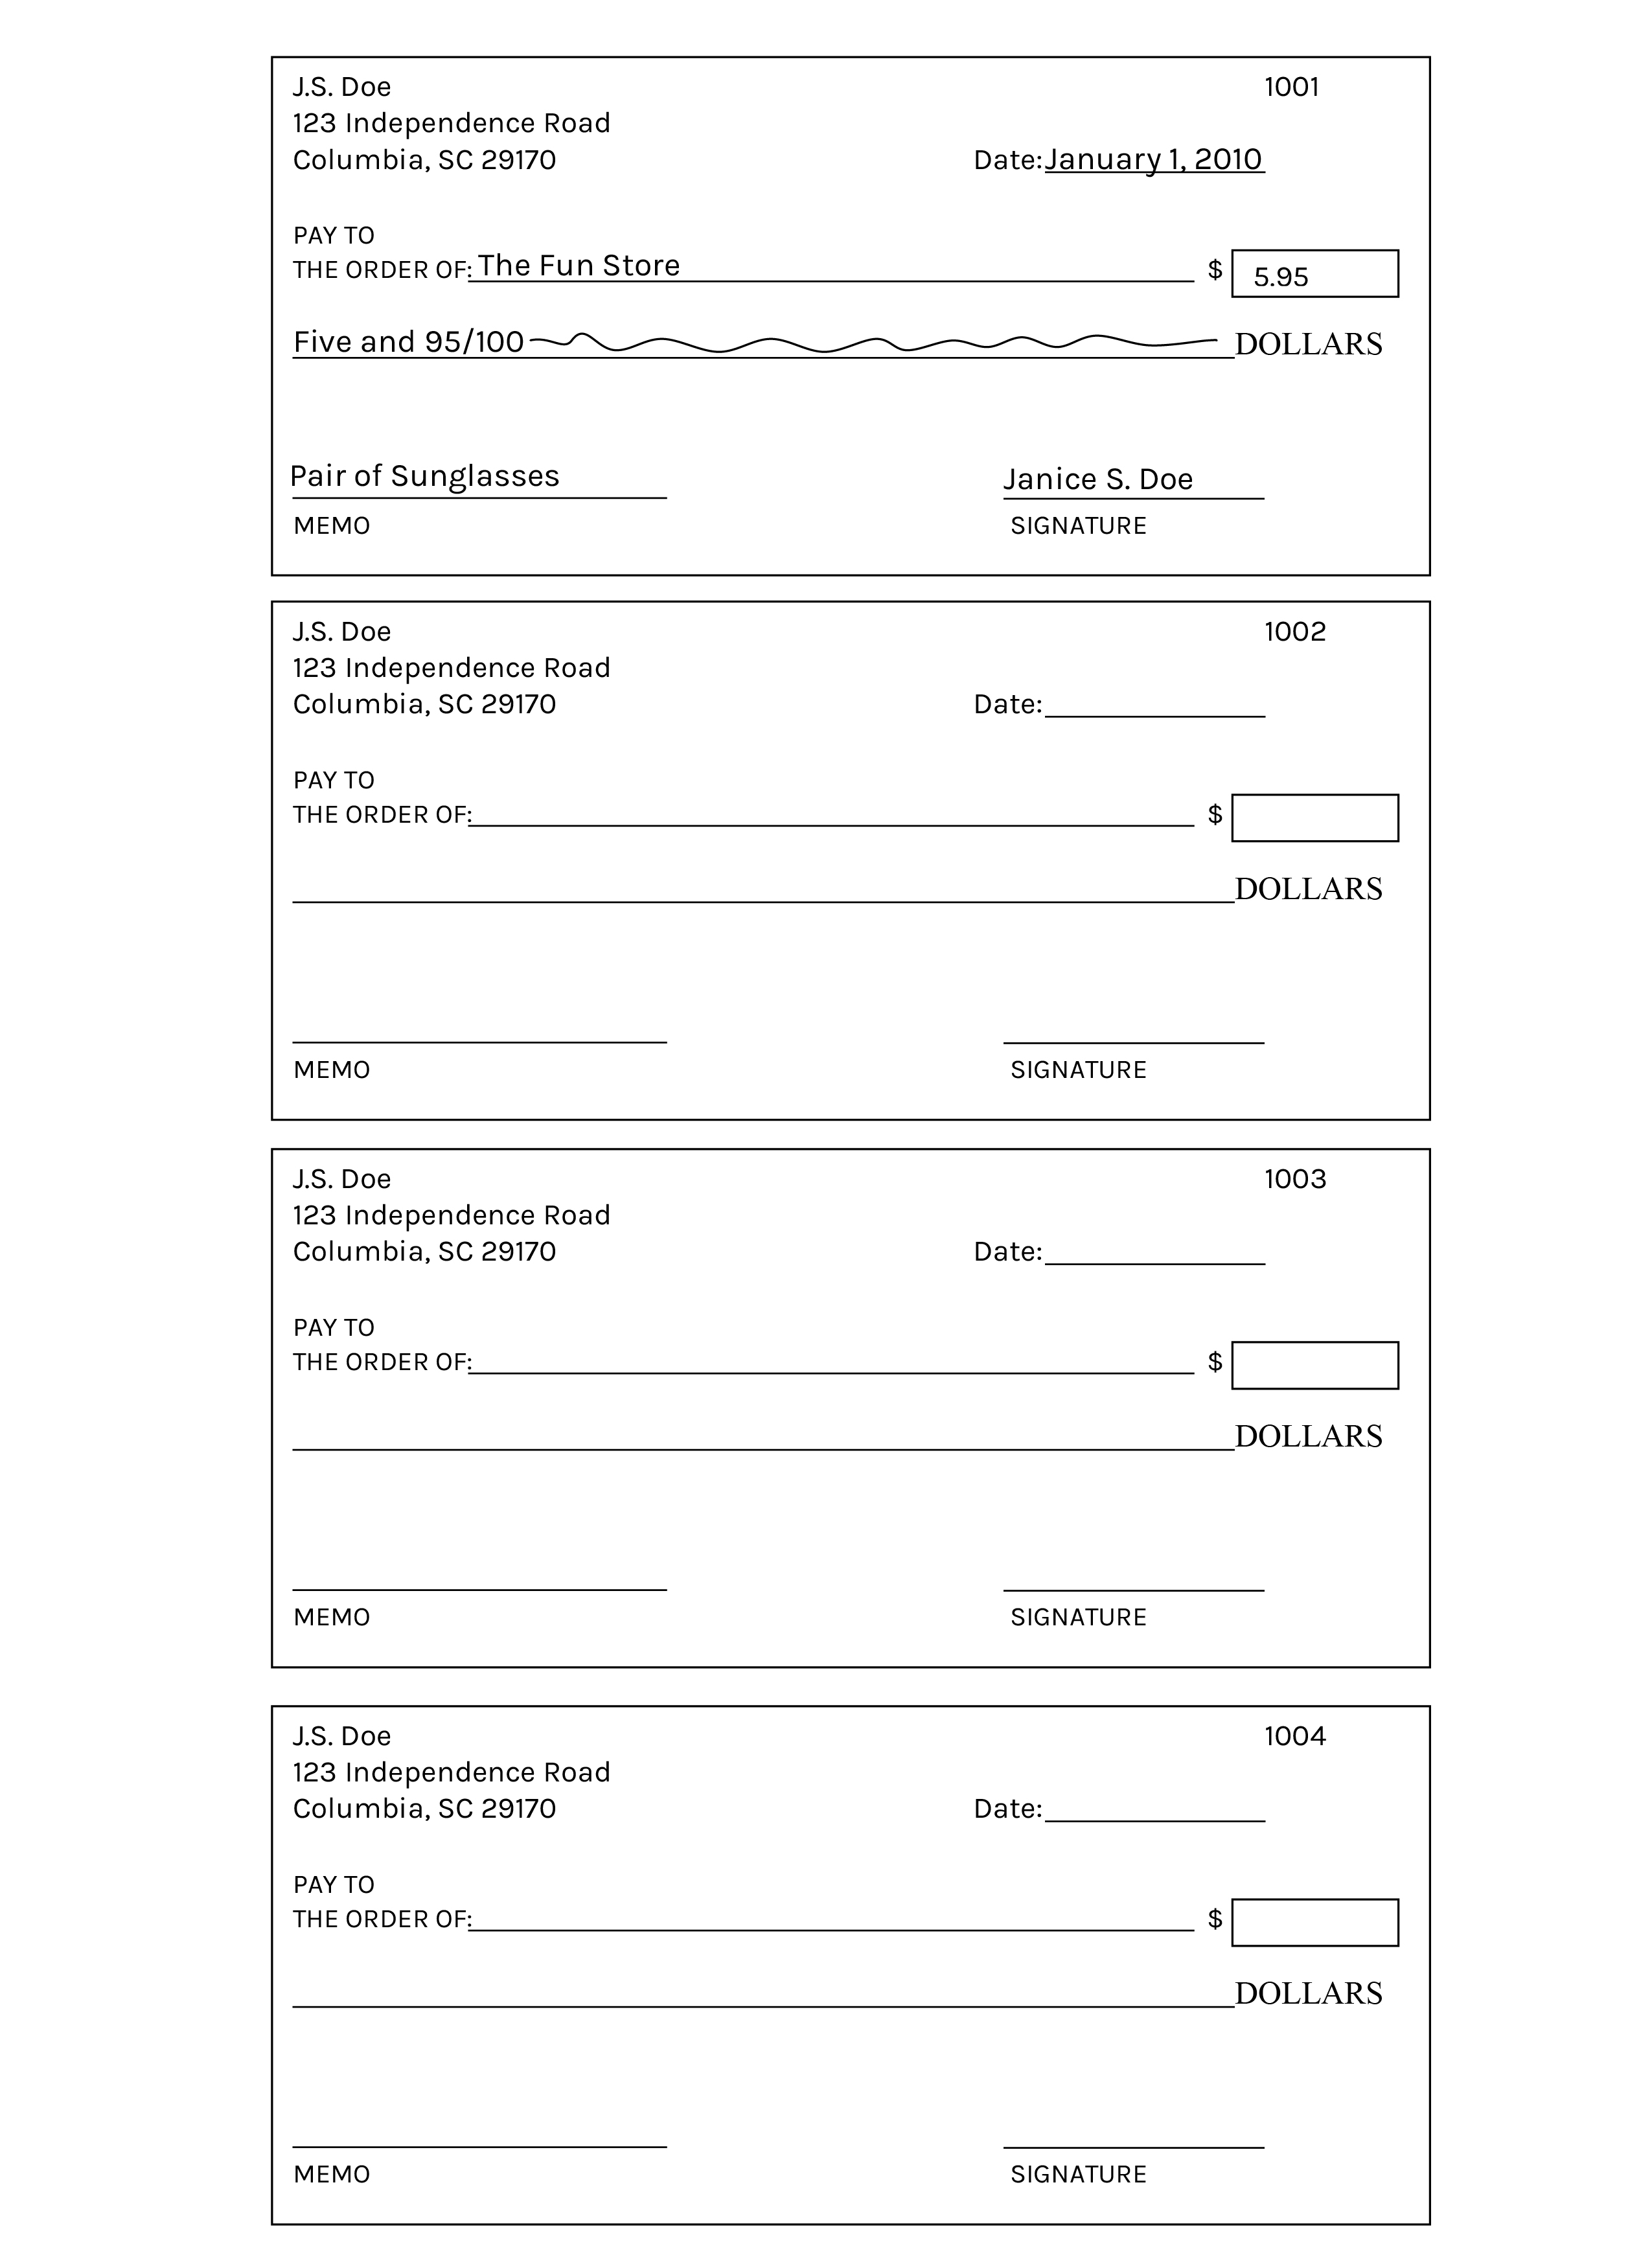 J.S. Doe 1001
123 Independence Road
Columbia, SC 29170 Date: January 1, 2010
PAY TO
THE ORDER OF: The Fun Store $ 5.95
Five and 95/100 DOLLARS
Pair of Sunglasses Janice S. Doe
MEMO SIGNATURE
J.S. Doe 1002
123 Independence Road
Columbia, SC 29170 Date:
PAY TO
THE ORDER OF: $
DOLLARS
MEMO SIGNATURE
J.S. Doe 1003
123 Independence Road
Columbia, SC 29170 Date:
PAY TO
THE ORDER OF: $
DOLLARS
MEMO SIGNATURE
J.S. Doe 1004
123 Independence Road
Columbia, SC 29170 Date:
PAY TO
THE ORDER OF: $
DOLLARS
MEMO SIGNATURE